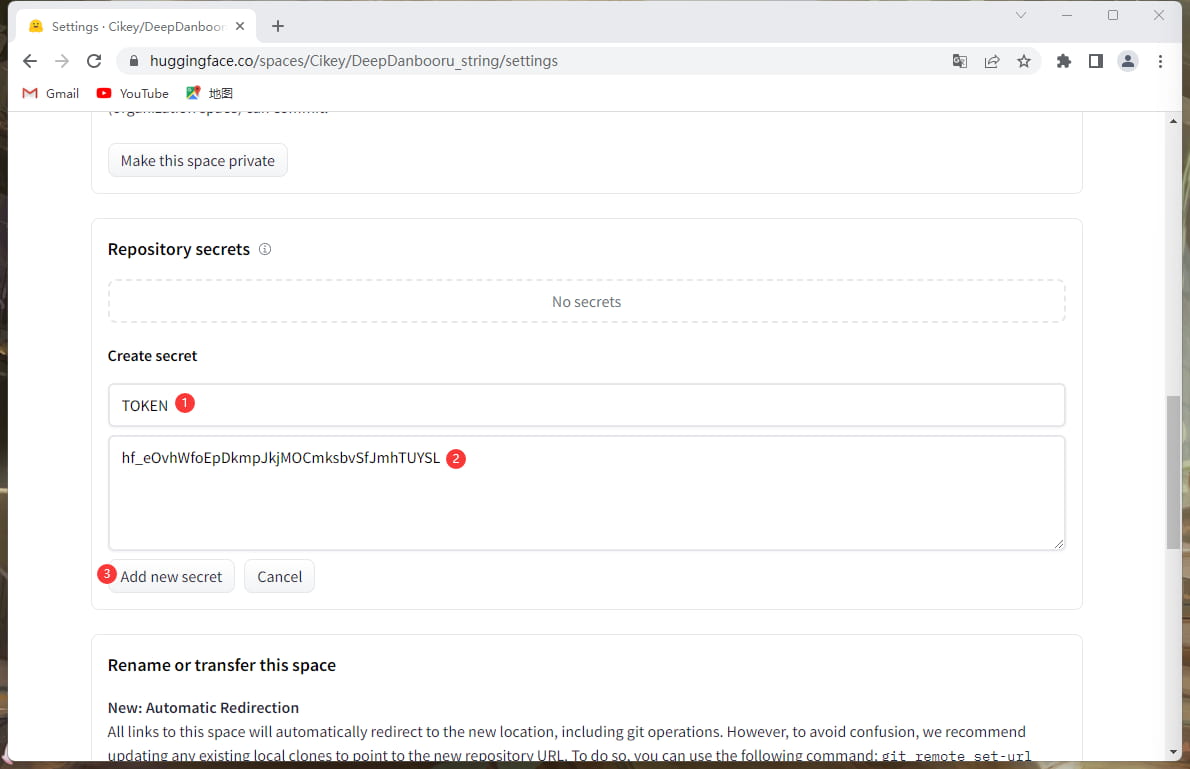 Settings · Cikey/DeepDanboor
huggingface.co/spaces/Cikey/DeepDanbooru_string/settings
Gmail YouTube 地图
Make this space private
Repository secrets
No secrets
Create secret
TOKEN 1
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 2
3 Add new secret Cancel
Rename or transfer this space
New: Automatic Redirection
All links to this space will automatically redirect to the new location, including git operations. However, to avoid confusion, we recommend
updating any existing local clones to point to the new repository URL. To do so, you can use the following command: git remote set-url